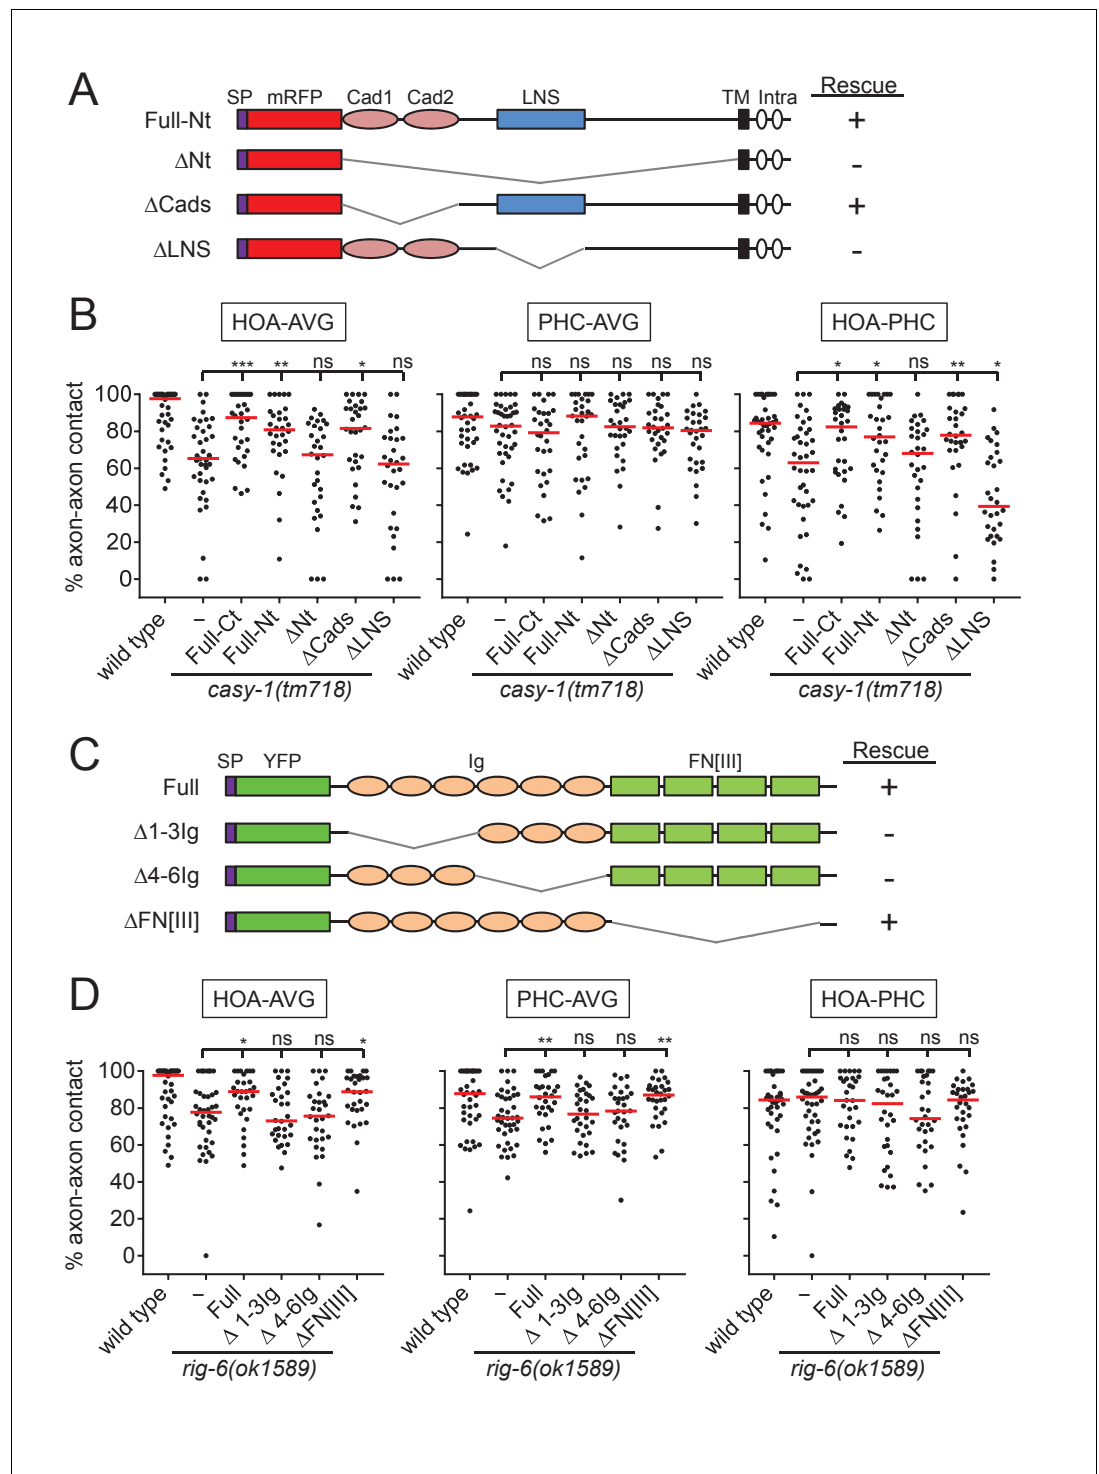 A
Rescue
SP mRFP Cad1 Cad2 LNS TM Intra
Full-Nt +
ΔNt -
ΔCads +
ΔLNS -
B
HOA-AVG PHC-AVG HOA-PHC
*** ** ns * ns
ns ns ns ns ns
* * ns ** *
% axon-axon contact
100
80
60
40
20
0
wild type – Full-Ct Full-Nt ΔNt ΔCads ΔLNS
casy-1(tm718)
wild type – Full-Ct Full-Nt ΔNt ΔCads ΔLNS
casy-1(tm718)
wild type – Full-Ct Full-Nt ΔNt ΔCads ΔLNS
casy-1(tm718)
C
Rescue
SP YFP Ig FN[III]
Full +
Δ1-3Ig -
Δ4-6Ig -
ΔFN[III] +
D
HOA-AVG PHC-AVG HOA-PHC
* ns ns *
** ns ns **
ns ns ns ns
% axon-axon contact
100
80
60
40
20
0
wild type – Full Δ 1-3Ig Δ 4-6Ig ΔFN[III]
rig-6(ok1589)
wild type – Full Δ 1-3Ig Δ 4-6Ig ΔFN[III]
rig-6(ok1589)
wild type – Full Δ 1-3Ig Δ 4-6Ig ΔFN[III]
rig-6(ok1589)